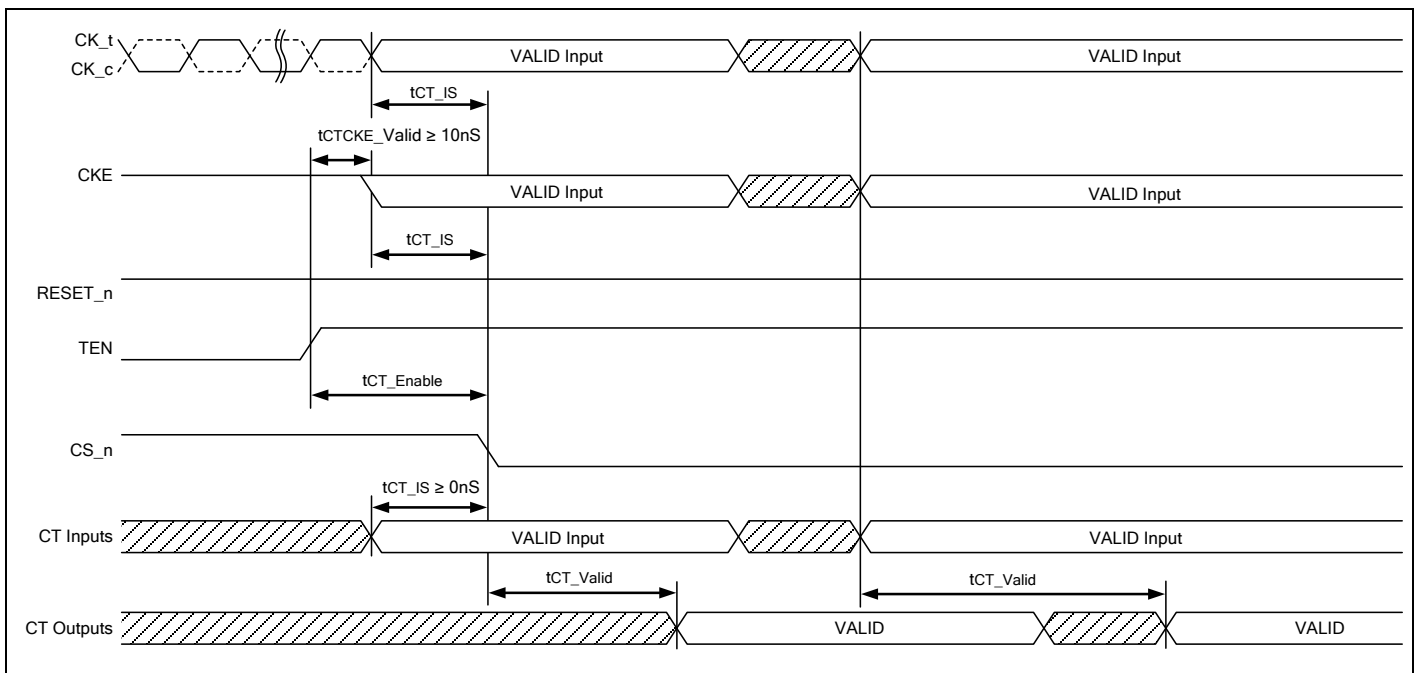 CK_t
CK_c
VALID Input
VALID Input
tCT_IS
tCTCKE_Valid ≥ 10nS
CKE
VALID Input
VALID Input
tCT_IS
RESET_n
TEN
tCT_Enable
CS_n
tCT_IS ≥ 0nS
CT Inputs
VALID Input
VALID Input
tCT_Valid
tCT_Valid
CT Outputs
VALID
VALID